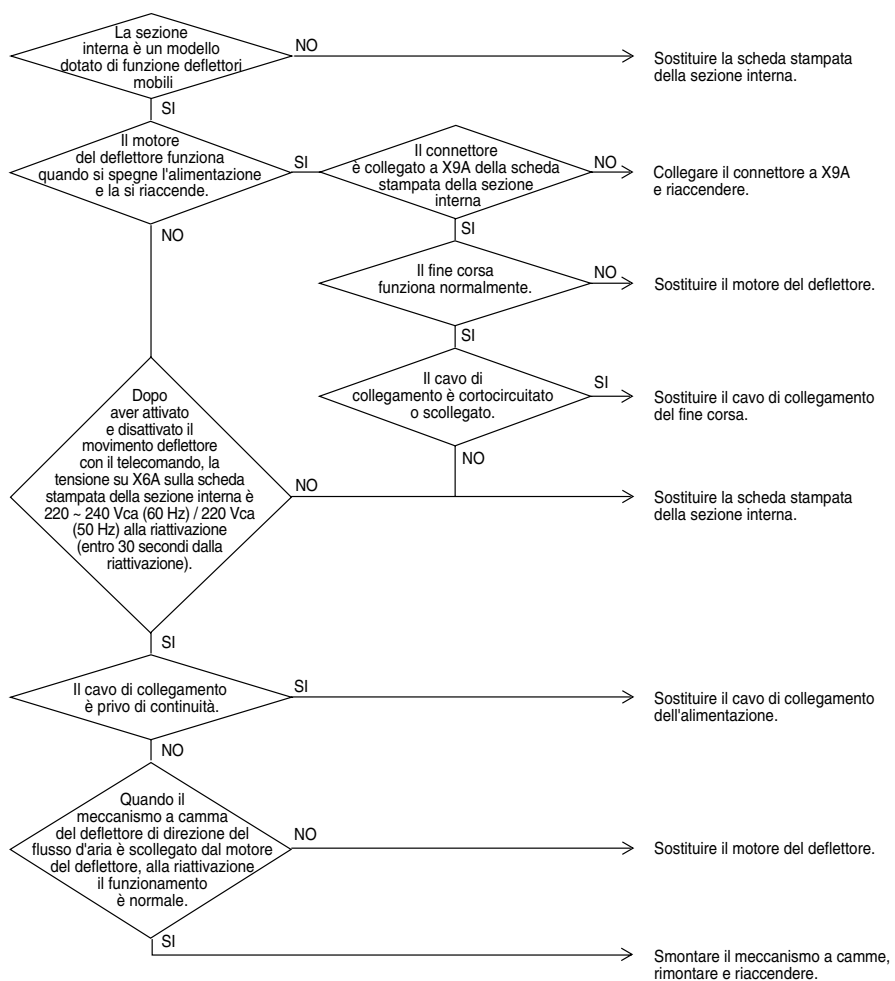 La
sezione
interna è un modello
dotato di funzione deflettori
mobili
NO
Sostituire la scheda stampata
della sezione interna.
SI
Il motore
del deflettore funziona
quando si spegne l'alimentazione
e la si riaccende.
SI
Il connettore
è collegato a X9A della scheda
stampata della sezione
interna
NO
Collegare il connettore a X9A
e riaccendere.
NO
SI
Il fine corsa
funziona normalmente.
NO
Sostituire il motore del deflettore.
SI
Il cavo di
collegamento è cortocircuitato
o scollegato.
SI
Sostituire il cavo di collegamento
del fine corsa.
NO
Dopo
aver attivato
e disattivato il
movimento deflettore
con il telecomando, la
tensione su X6A sulla scheda
stampata della sezione interna è
220 ~ 240 Vca (60 Hz) / 220 Vca
(50 Hz) alla riattivazione
(entro 30 secondi dalla
riattivazione).
NO
Sostituire la scheda stampata
della sezione interna.
SI
Il cavo di collegamento
è privo di continuità.
SI
Sostituire il cavo di collegamento
dell'alimentazione.
NO
Quando il
meccanismo a camma
del deflettore di direzione del
flusso d'aria è scollegato dal motore
del deflettore, alla riattivazione
il funzionamento
è normale.
NO
Sostituire il motore del deflettore.
SI
Smontare il meccanismo a camme,
rimontare e riaccendere.